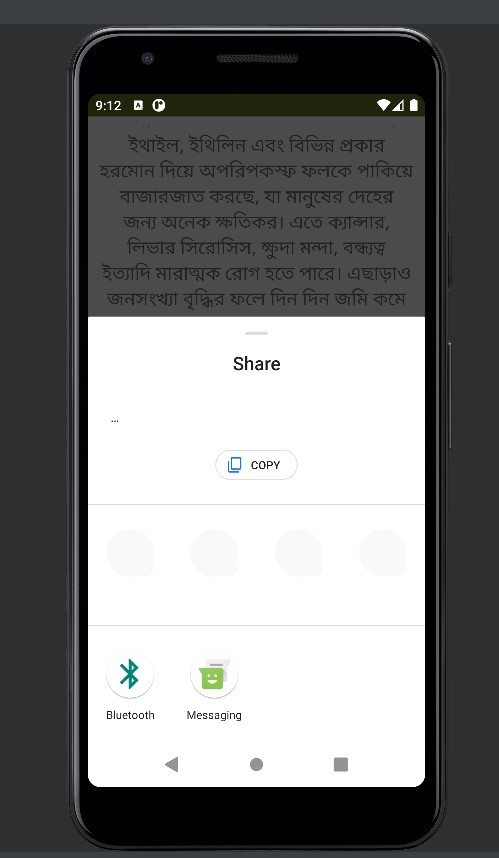 9:12
ইথাইল, ইথিলিন এবং বিভিন্ন প্রকার
হরমোন দিয়ে অপরিপকস্ফ ফলকে পাকিয়ে
বাজারজাত করছে, যা মানুষের দেহের
জন্য অনেক ক্ষতিকর। এতে ক্যান্সার,
লিভার সিরোসিস, ক্ষুদা মন্দা, বন্ধ্যত্ব
ইত্যাদি মারাত্মক রোগ হতে পারে। এছাড়াও
জনসংখ্যা বৃদ্ধির ফলে দিন দিন জমি কমে
Share
...
COPY
Bluetooth
Messaging